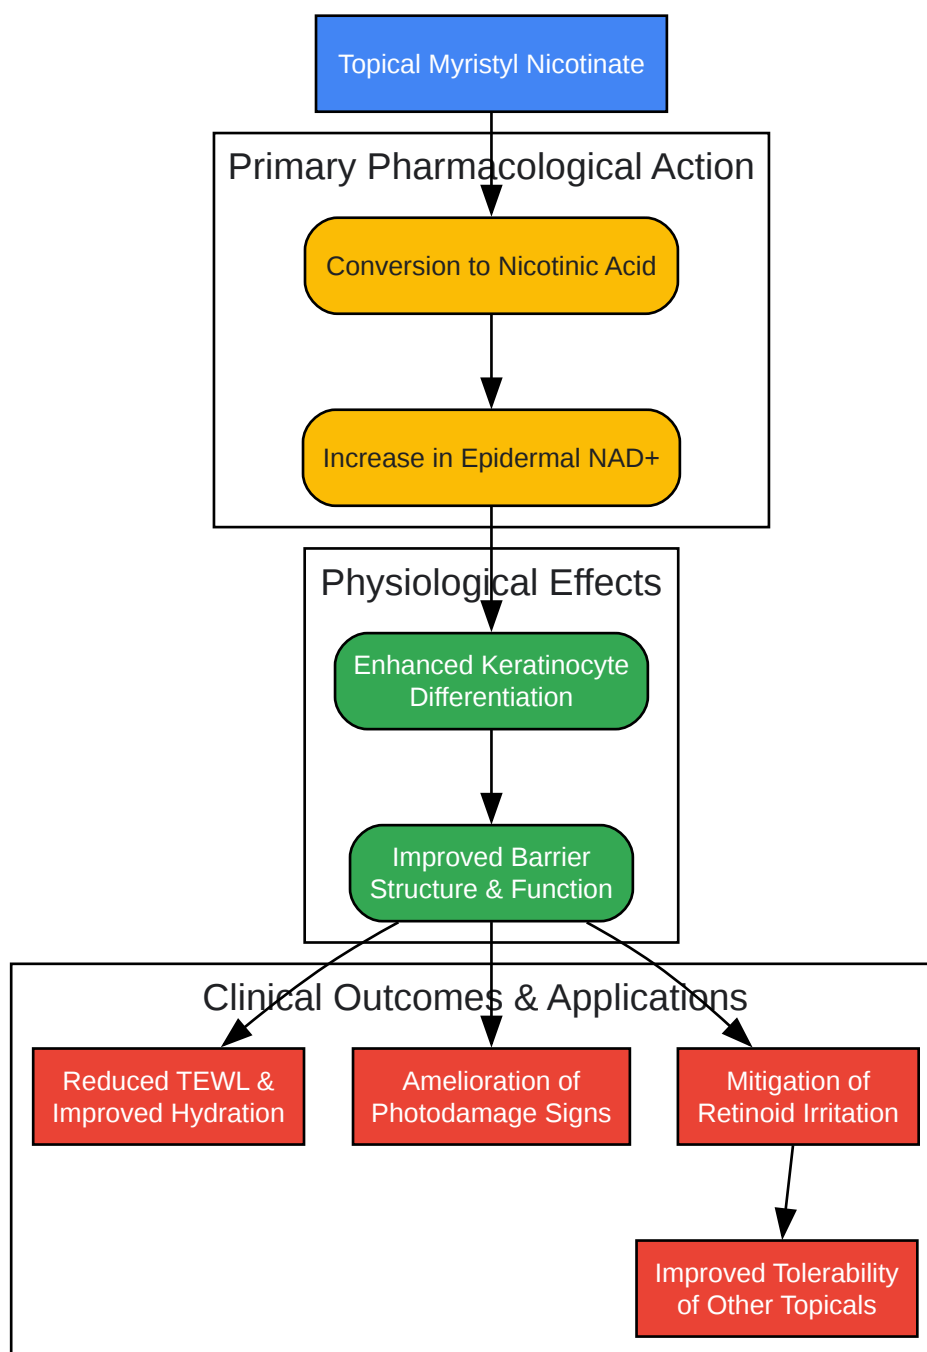 Topical Myristyl Nicotinate
Primary Pharmacological Action
Conversion to Nicotinic Acid
Increase in Epidermal NAD+
Physiological Effects
Enhanced Keratinocyte
Differentiation
Improved Barrier
Structure & Function
Clinical Outcomes & Applications
Reduced TEWL &
Improved Hydration
Amelioration of
Photodamage Signs
Mitigation of
Retinoid Irritation
Improved Tolerability
of Other Topicals